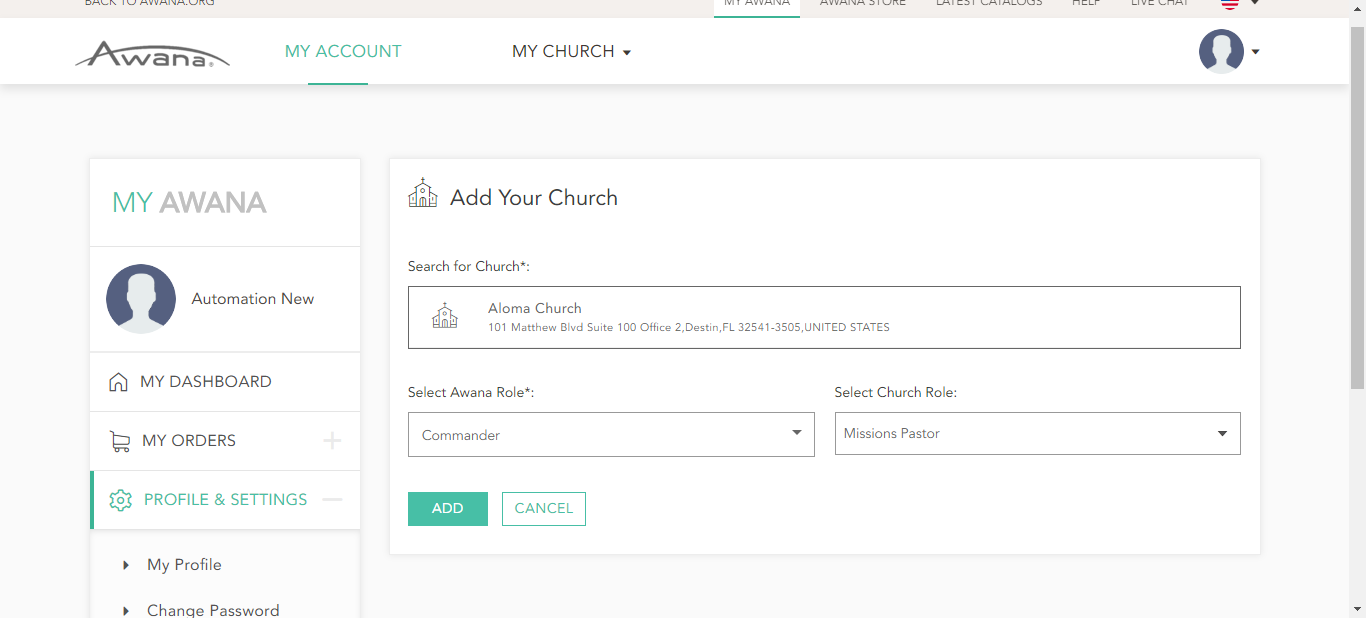 BACK TO AWANA.ORG
MY AWANA
AWANA STORE
LATEST CATALOGS
HELP
LIVE CHAT
Awana®
MY ACCOUNT
MY CHURCH
MY AWANA
Add Your Church
Search for Church*:
Aloma Church
101 Matthew Blvd Suite 100 Office 2,Destin,FL 32541-3505,UNITED STATES
Automation New
MY DASHBOARD
Select Awana Role*:
Select Church Role:
Commander
Missions Pastor
MY ORDERS
PROFILE & SETTINGS
ADD
CANCEL
My Profile
Change Password